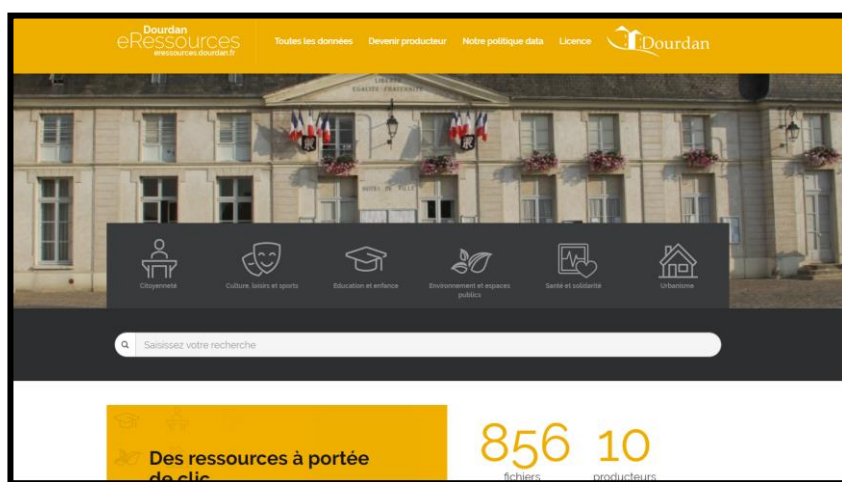 Dourdan
eRessources
eressources.dourdan.fr
Toutes les données
Devenir producteur
Notre politique data
Licence
Dourdan
LIBERTE
EGALITE - FRATERNITE
HOTEL DE VILLE
Citoyenneté
Culture, loisirs et sports
Education et enfance
Environnement et espaces
publics
Santé et solidarité
Urbanisme
Saisissez votre recherche
Des ressources à portée
de clic
856
fichiers
10
producteurs